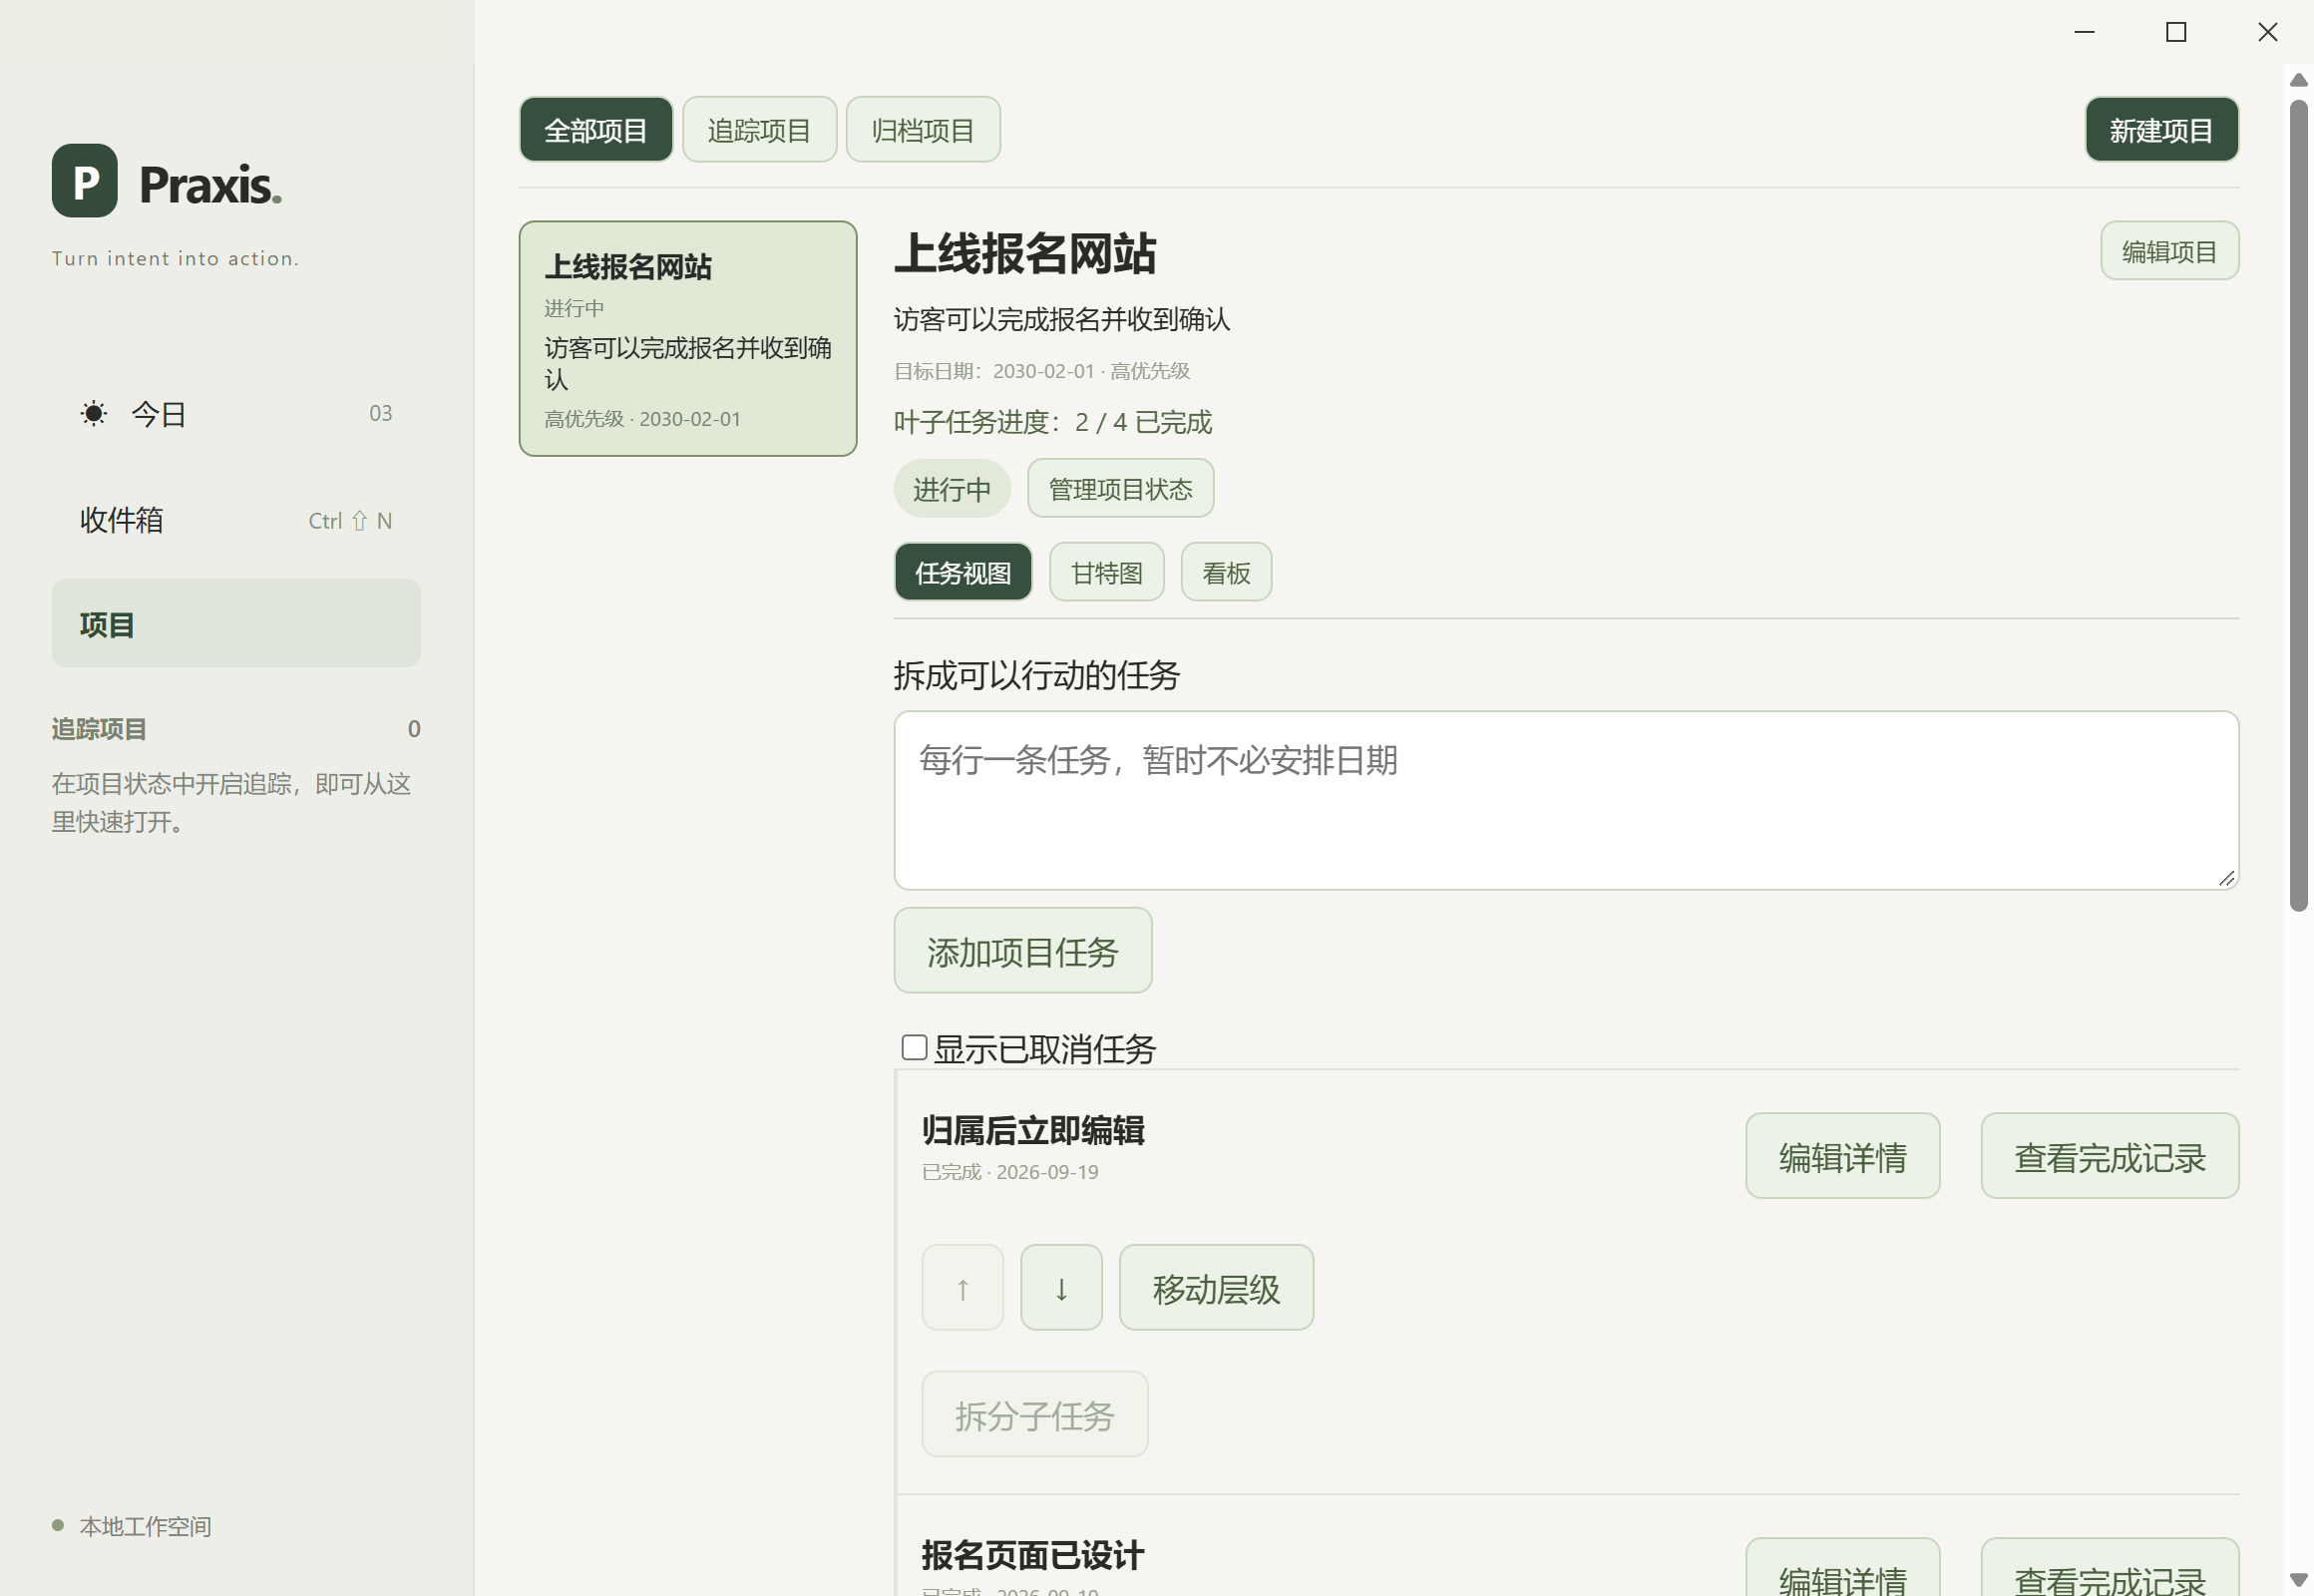 P Praxis.
Turn intent into action.
今日 03
收件箱 Ctrl ⇧ N
项目
追踪项目 0
在项目状态中开启追踪，即可从这
里快速打开。
本地工作空间
全部项目 追踪项目 归档项目 新建项目
上线报名网站
进行中
访客可以完成报名并收到确
认
高优先级 · 2030-02-01
上线报名网站 编辑项目
访客可以完成报名并收到确认
目标日期：2030-02-01 · 高优先级
叶子任务进度：2 / 4 已完成
进行中 管理项目状态
任务视图 甘特图 看板
拆成可以行动的任务
每行一条任务，暂时不必安排日期
添加项目任务
显示已取消任务
归属后立即编辑 编辑详情 查看完成记录
已完成 · 2026-09-19
↑ ↓ 移动层级
拆分子任务
报名页面已设计 编辑详情 查看完成记录
已完成 · 2026-09-19